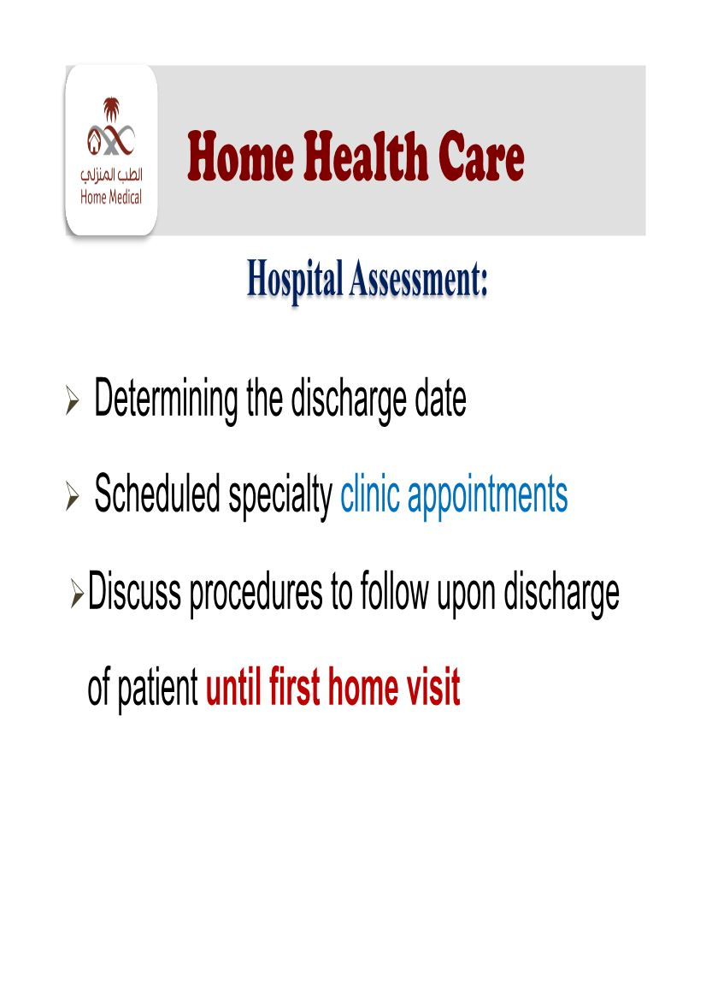 الطب المنزلي
Home Medical
Home Health Care
Hospital Assessment:
➢ Determining the discharge date
➢ Scheduled specialty clinic appointments
➢Discuss procedures to follow upon discharge
of patient until first home visit